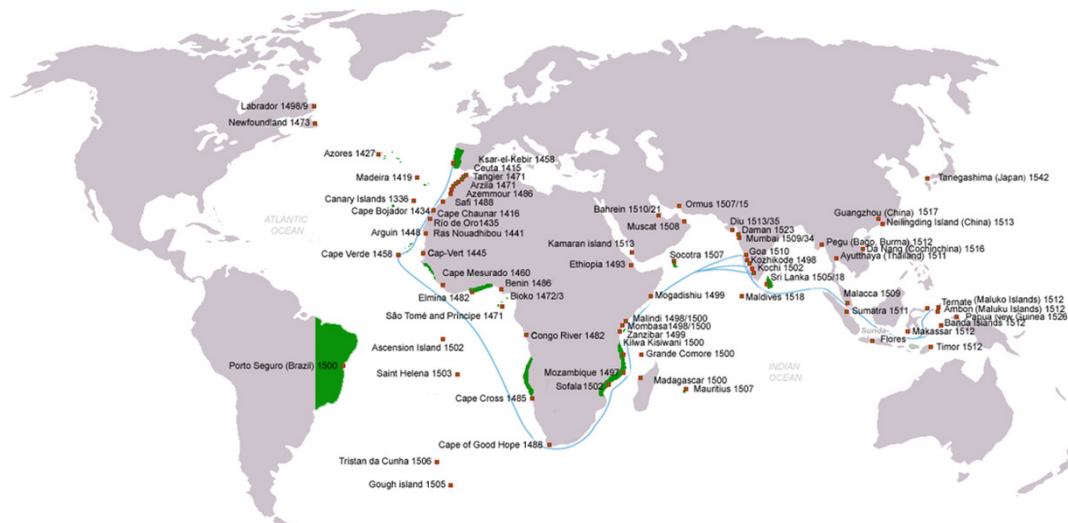 Labrador 1498/9
Newfoundland 1473
Azores 1427
Madeira 1419
Canary Islands 1336
Cape Bojador 1434
ATLANTIC
OCEAN
Arguin 1448
Cape Verde 1458
Ksar-el-Kebir 1458
Ceuta 1415
Tangier 1471
Arzila 1471
Azemmour 1486
Safi 1488
Cape Chaunar 1416
Río de Oro1435
Ras Nouadhibou 1441
Cap-Vert 1445
Cape Mesurado 1460
Benin 1486
Elmina 1482
Bioko 1472/3
São Tomé and Príncipe 1471
Congo River 1482
Ascension Island 1502
Porto Seguro (Brazil) 1500
Saint Helena 1503
Cape Cross 1485
Cape of Good Hope 1488
Tristan da Cunha 1506
Gough island 1505
Bahrein 1510/21
Ormus 1507/15
Muscat 1508
Kamaran island 1513
Ethiopia 1493
Socotra 1507
Mogadishiu 1499
Malindi 1498/1500
Mombasa1498/1500
Zanzibar 1499
Kilwa Kisiwani 1500
Grande Comore 1500
Mozambique 1497
Sofala 1502
Madagascar 1500
Mauritius 1507
Diu 1513/35
Daman 1523
Mumbai 1509/34
Goa 1510
Kozhikode 1498
Kochi 1502
Sri Lanka 1505/18
Maldives 1518
INDIAN
OCEAN
Tanegashima (Japan) 1542
Guangzhou (China) 1517
Neilingding Island (China) 1513
Pegu (Bago, Burma) 1512
Da Nang (Cochinchina) 1516
Ayutthaya (Thailand) 1511
Malacca 1509
Sumatra 1511
Ternate (Maluko Islands) 1512
Ambon (Maluku Islands) 1512
Papua New Guinea 1526
Banda Islands 1512
Makassar 1512
Sunda
Flores
Timor 1512